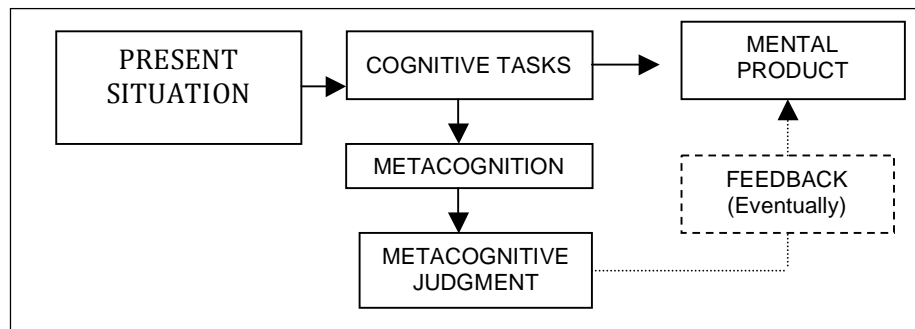 PRESENT
SITUATION
COGNITIVE TASKS
MENTAL
PRODUCT
METACOGNITION
FEEDBACK
(Eventually)
METACOGNITIVE
JUDGMENT